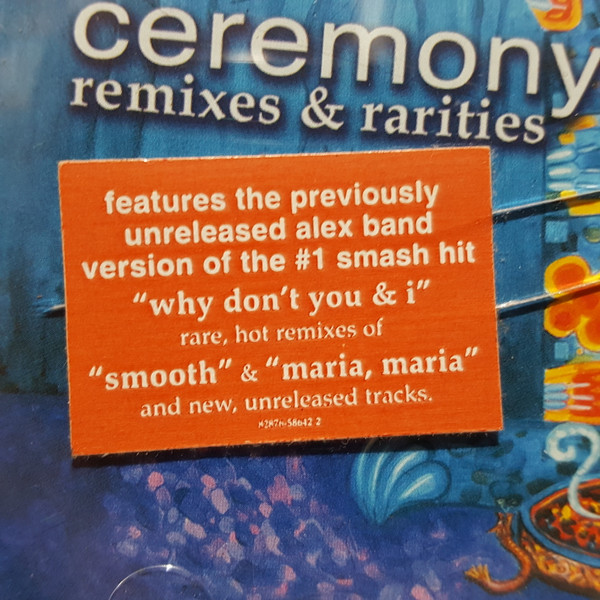 ceremony
remixes & rarities
features the previously
unreleased alex band
version of the #1 smash hit
"why don't you & i"
rare, hot remixes of
"smooth" & "maria, maria"
and new, unreleased tracks.